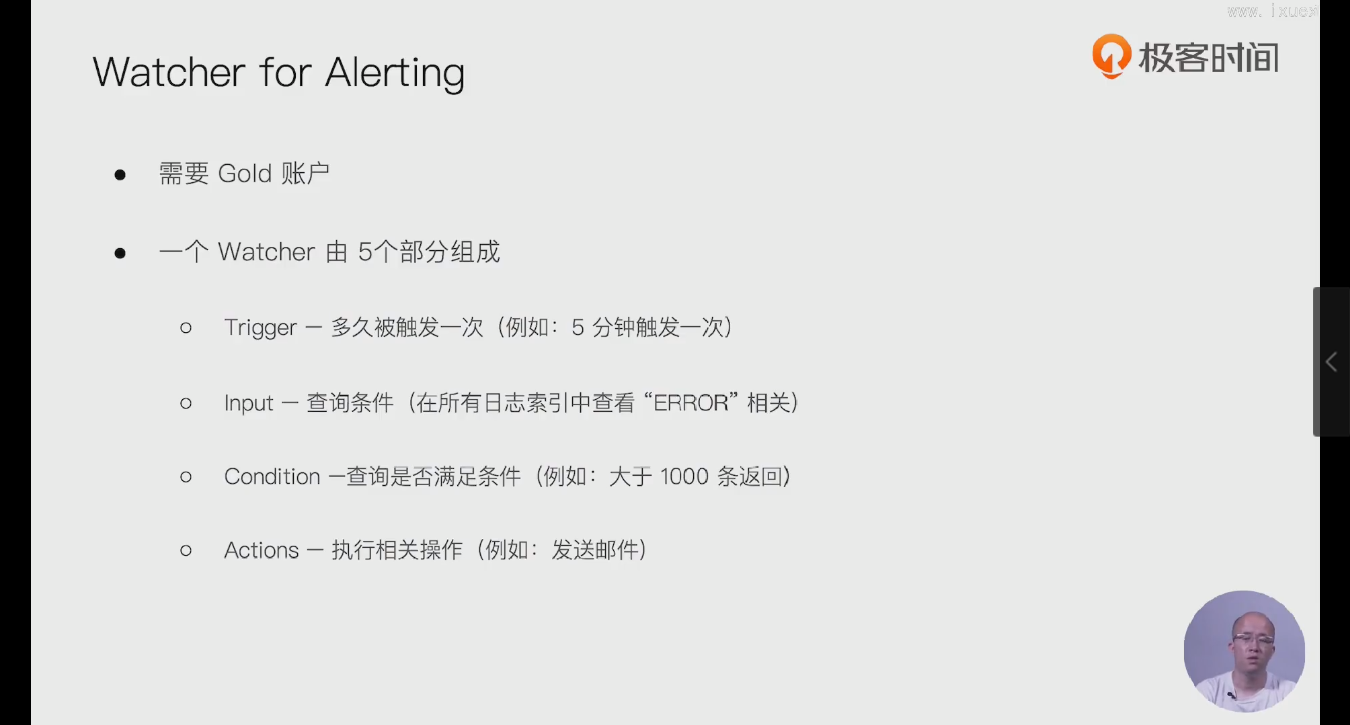 www.ixuex
Watcher for Alerting
极客时间
● 需要 Gold 账户
● 一个 Watcher 由 5个部分组成
○ Trigger – 多久被触发一次（例如：5 分钟触发一次）
○ Input – 查询条件（在所有日志索引中查看 “ERROR” 相关）
○ Condition –查询是否满足条件（例如：大于 1000 条返回）
○ Actions – 执行相关操作（例如：发送邮件）